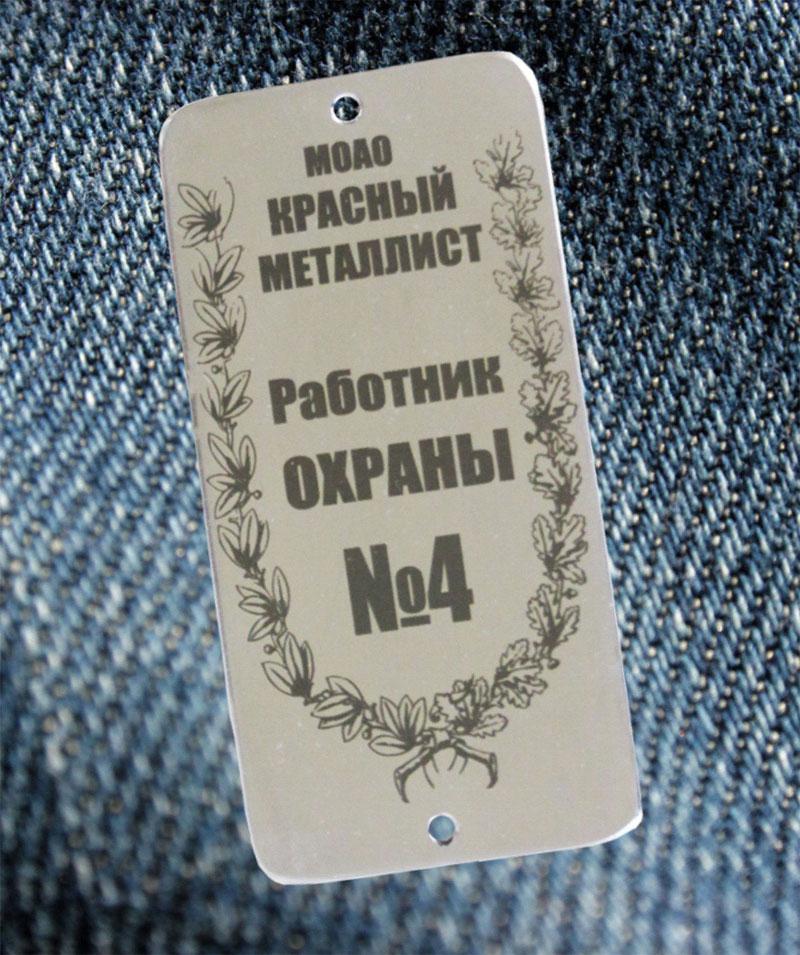 МОАО
КРАСНЫЙ
МЕТАЛЛИСТ
Работник
ОХРАНЫ
№4